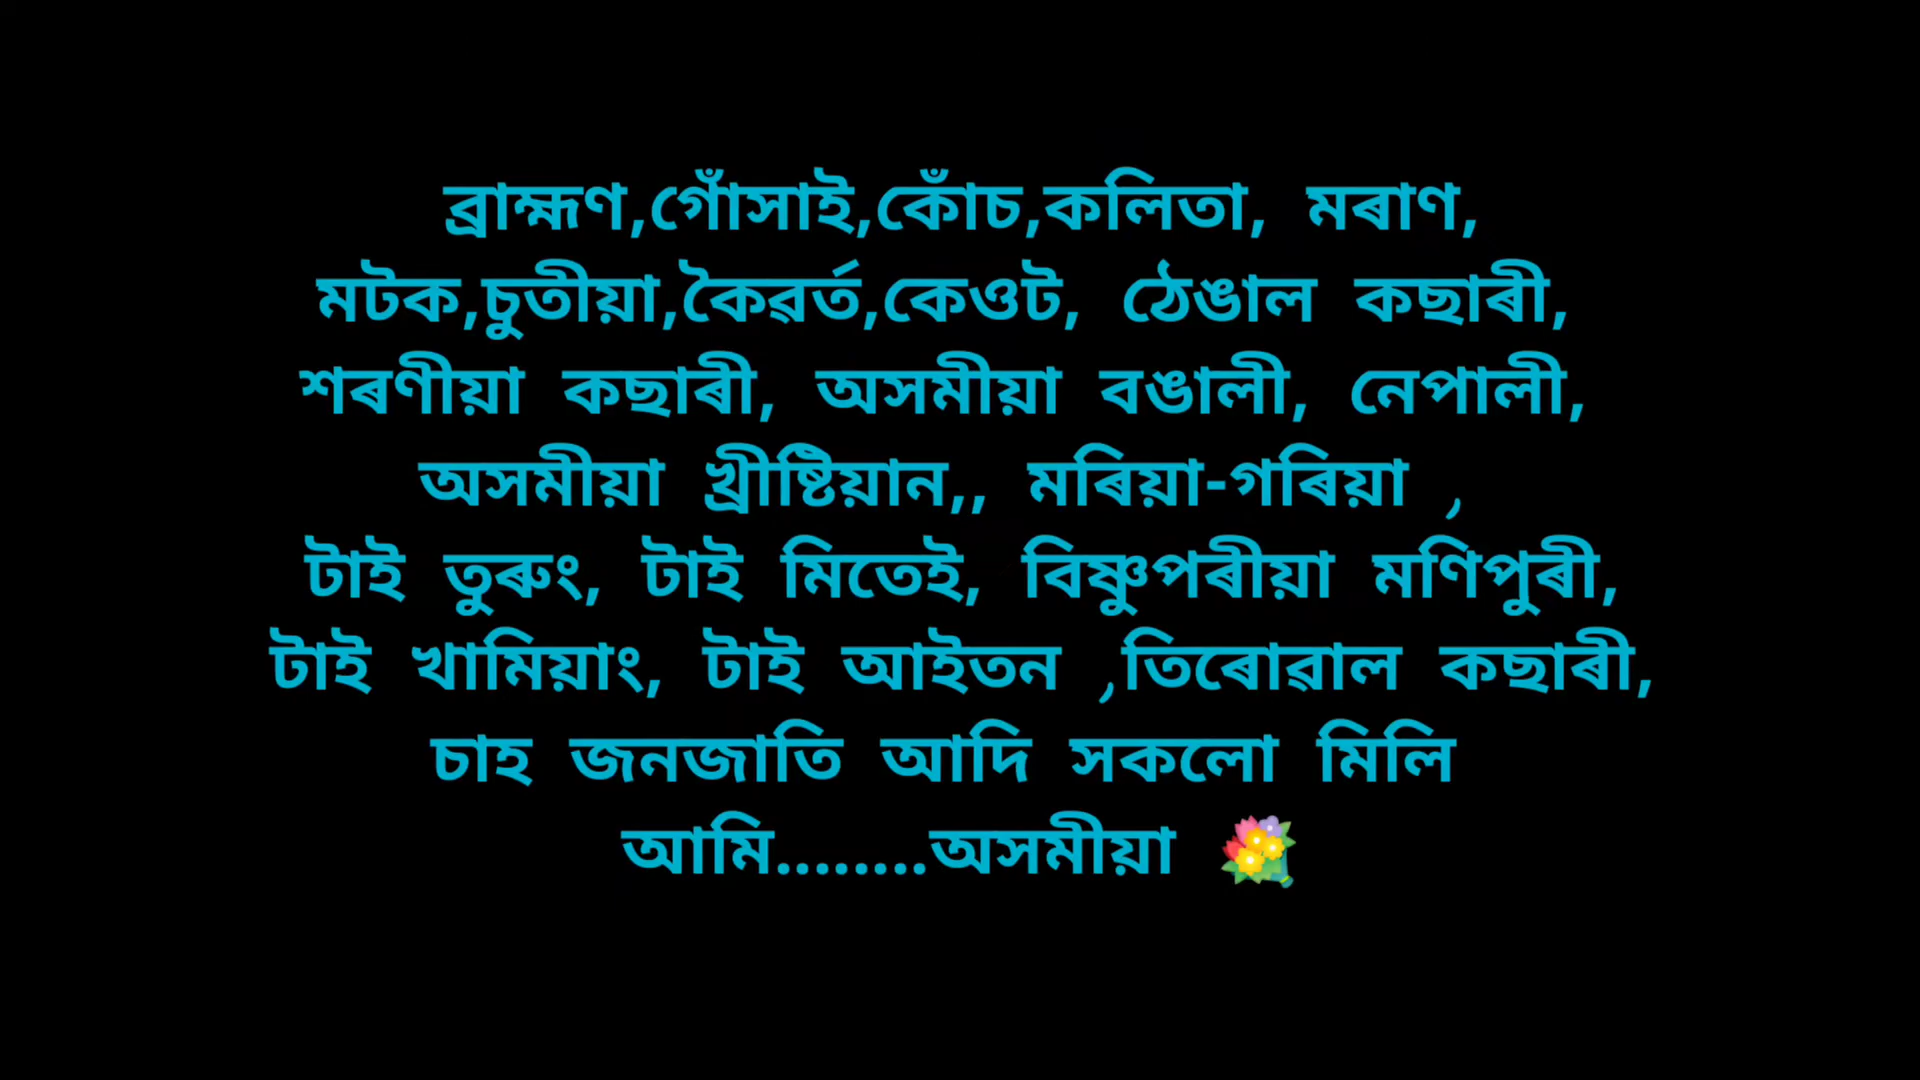 ব্ৰাহ্মণ,গোঁসাই,কোঁচ,কলিতা, মৰাণ,
মটক,চুতীয়া,কৈৱৰ্ত,কেওট, ঠেঙাল কছাৰী,
শৰণীয়া কছাৰী, অসমীয়া বঙালী, নেপালী,
অসমীয়া খ্ৰীষ্টিয়ান,, মৰিয়া-গৰিয়া ,
টাই তুৰুং, টাই মিতেই, বিষ্ণুপৰীয়া মণিপুৰী,
টাই খামিয়াং, টাই আইতন ,তিৰোৱাল কছাৰী,
চাহ জনজাতি আদি সকলো মিলি
আমি........অসমীয়া 💐